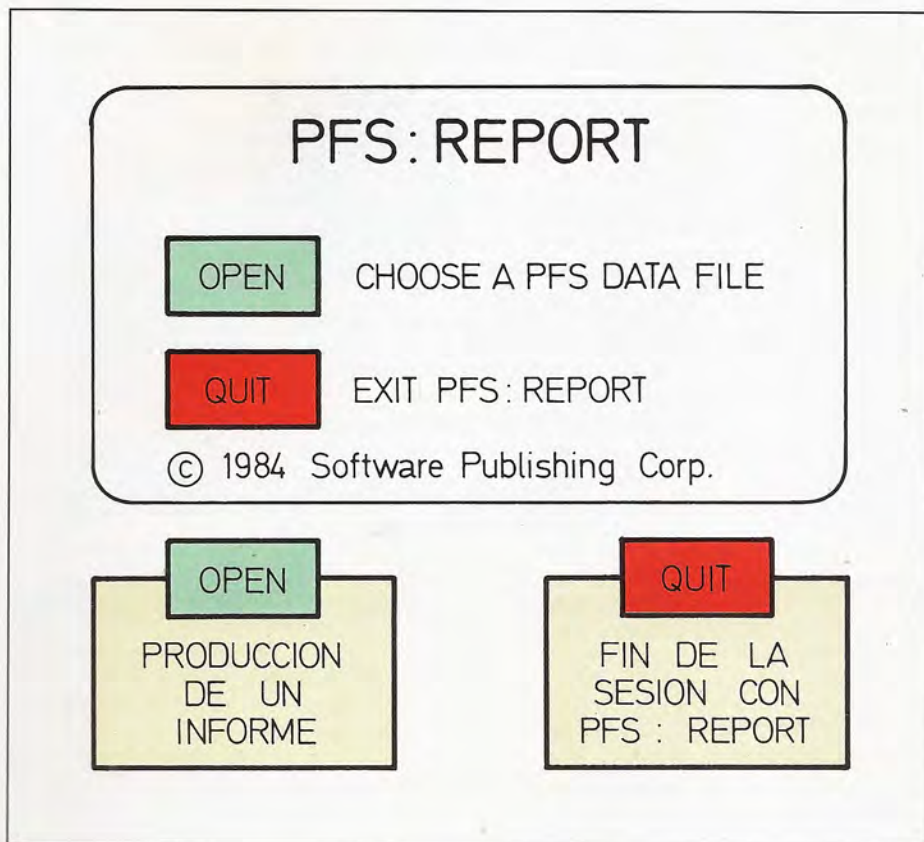 PFS: REPORT
OPEN CHOOSE A PFS DATA FILE
QUIT EXIT PFS: REPORT
© 1984 Software Publishing Corp.
OPEN
PRODUCCION
DE UN
INFORME
QUIT
FIN DE LA
SESION CON
PFS: REPORT